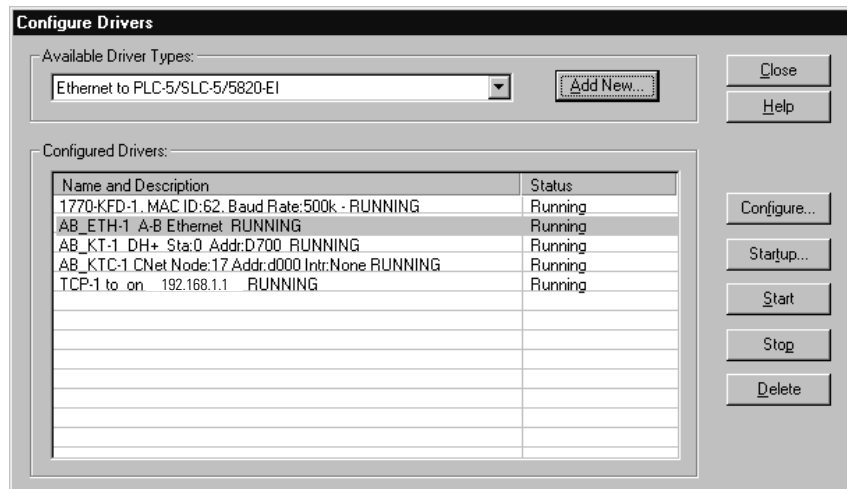 Configure Drivers
Available Driver Types:
Ethernet to PLC-5/SLC-5/5820-EI
Add New...
Close
Help
Configured Drivers:
Name and Description Status
1770-KFD-1, MAC ID:62, Baud Rate:500k - RUNNING Running
AB_ETH-1 A-B Ethernet RUNNING Running
AB_KT-1 DH+ Sta:0 Addr:D700 RUNNING Running
AB_KTC-1 CNet Node:17 Addr:d000 Intr:None RUNNING Running
TCP-1 to on 192.168.1.1 RUNNING Running
Configure...
Startup...
Start
Stop
Delete